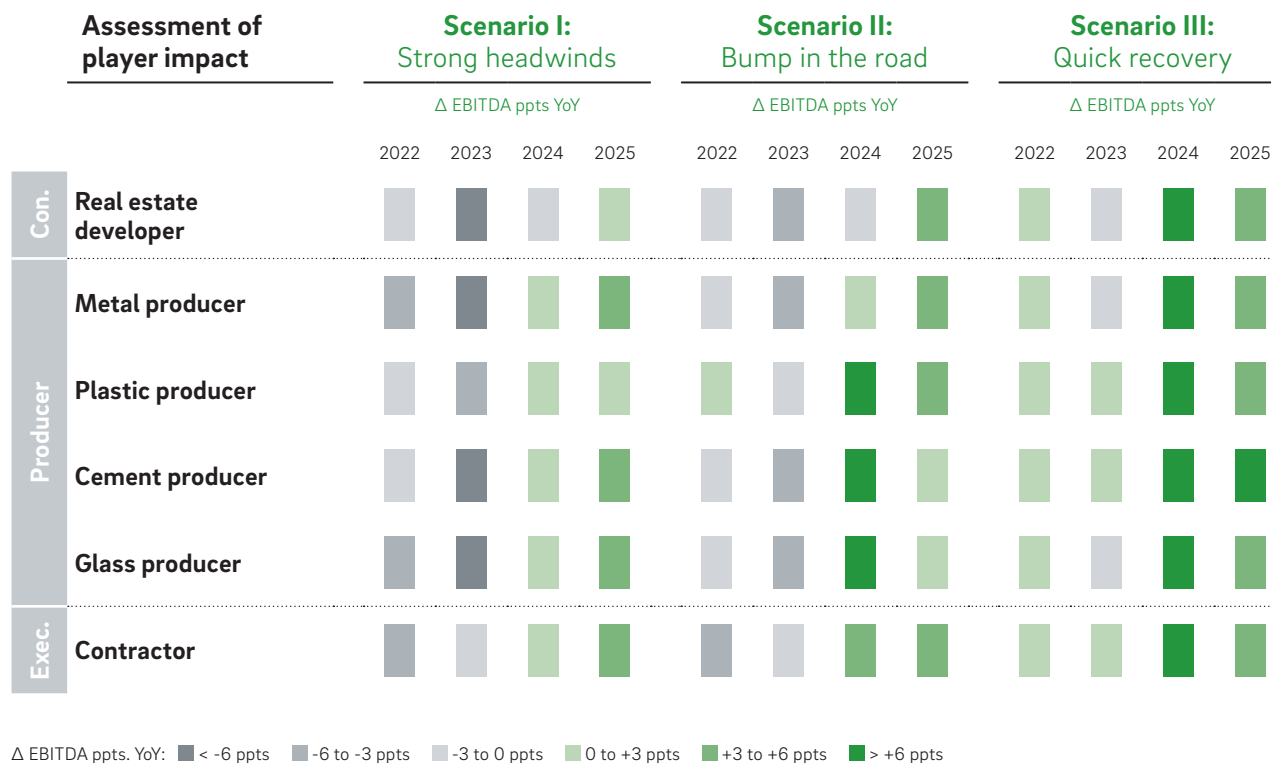 Assessment of
player impact
Scenario I:
Strong headwinds
Scenario II:
Bump in the road
Scenario III:
Quick recovery
Δ EBITDA ppts YoY
Δ EBITDA ppts YoY
Δ EBITDA ppts YoY
2022 2023 2024 2025
2022 2023 2024 2025
2022 2023 2024 2025
Con.
Real estate
developer
Producer
Metal producer
Plastic producer
Cement producer
Glass producer
Exec.
Contractor
Δ EBITDA ppts. YoY: < -6 ppts -6 to -3 ppts -3 to 0 ppts 0 to +3 ppts +3 to +6 ppts > +6 ppts